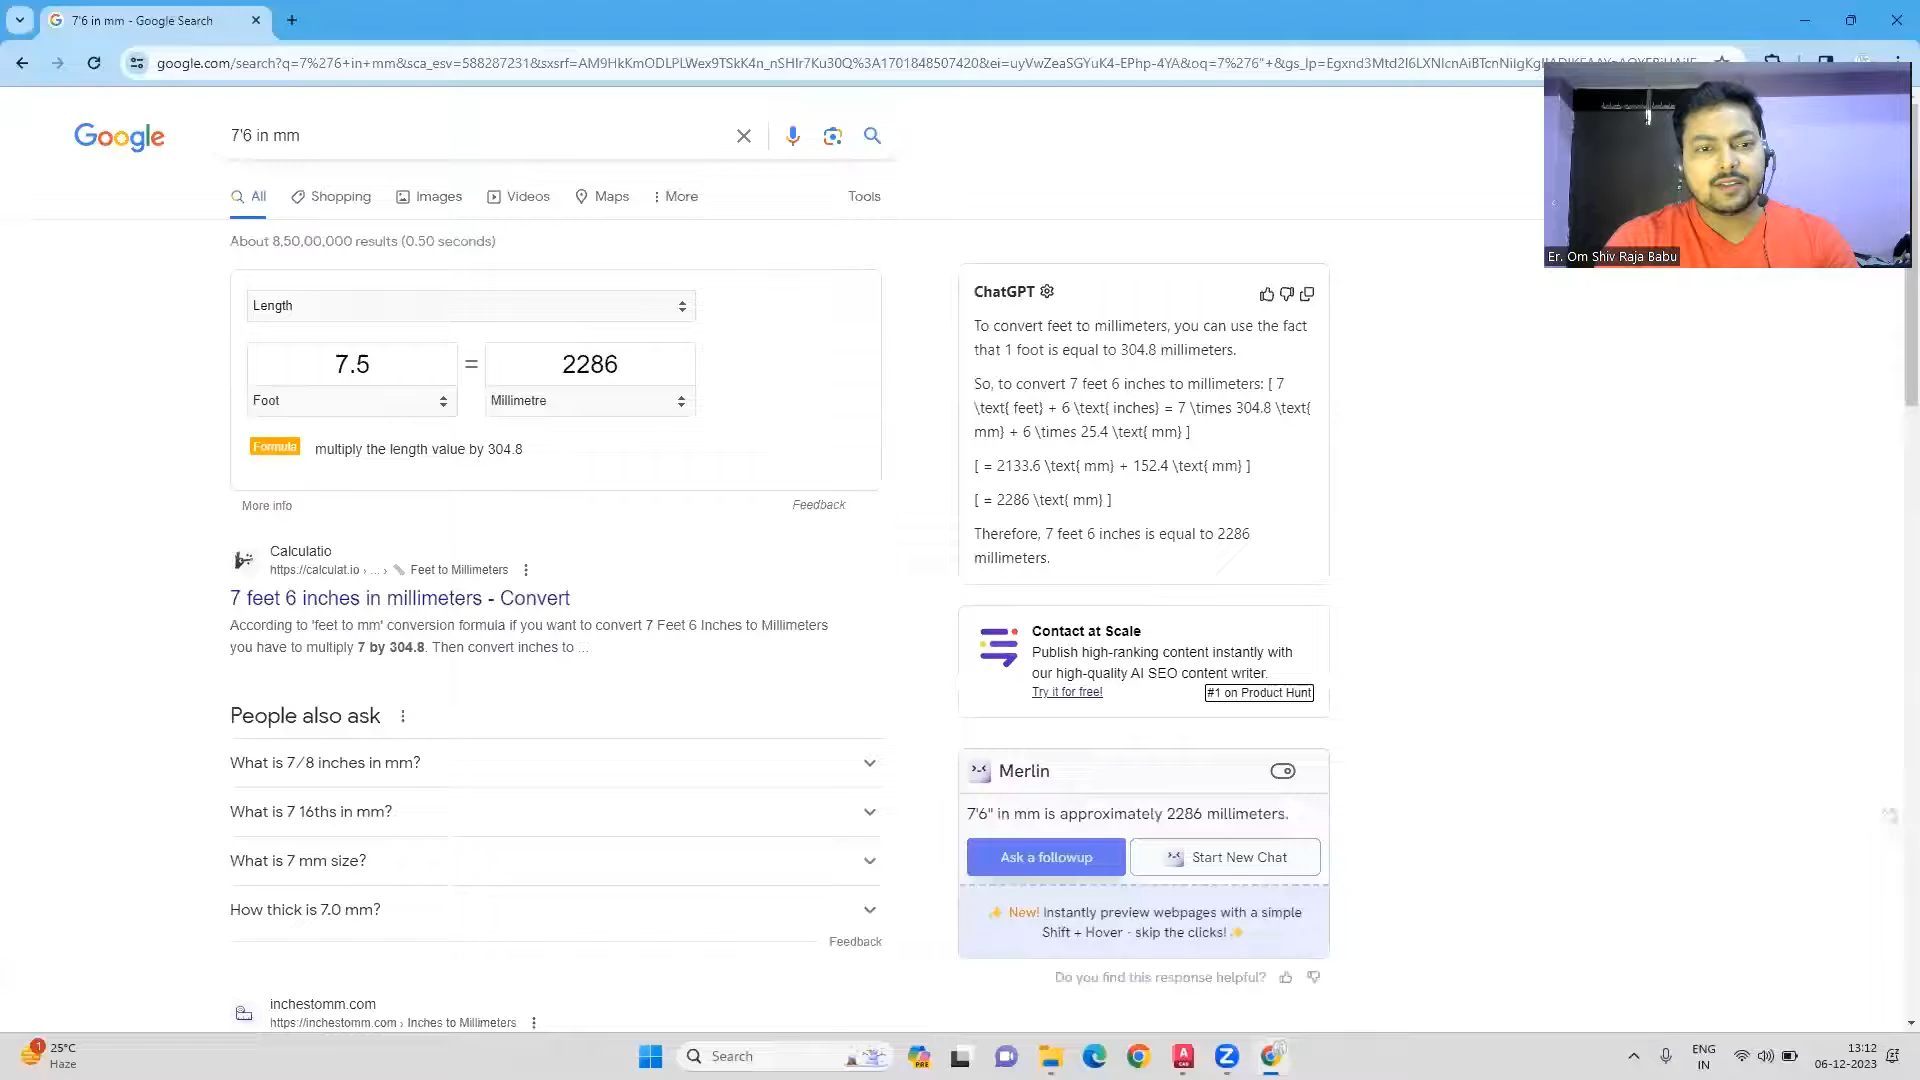 7'6 in mm - Google Search
google.com/search?q=7%276+in+mm&sca_esv=588287231&sxsrf=AM9HkKmODLPLWex9TSkK4n_nSHIr7Ku30Q%3A1701848507420&ei=uyVwZeaSGYuK4-EPhp-4YA&oq=7%276"+&gs_lp=
Google
7'6 in mm
All
Shopping
Images
Videos
Maps
More
Tools
About 8,50,00,000 results (0.50 seconds)
Length
7.5
=
2286
Foot
Millimetre
Formula
multiply the length value by 304.8
More info
Feedback
Calculatio
https://calculat.io › ... › Feet to Millimeters
7 feet 6 inches in millimeters - Convert
According to 'feet to mm' conversion formula if you want to convert 7 Feet 6 Inches to Millimeters
you have to multiply 7 by 304.8. Then convert inches to ...
People also ask
What is 7/8 inches in mm?
What is 7 16ths in mm?
What is 7 mm size?
How thick is 7.0 mm?
Feedback
inchestomm.com
https://inchestomm.com › Inches to Millimeters
ChatGPT
To convert feet to millimeters, you can use the fact
that 1 foot is equal to 304.8 millimeters.
So, to convert 7 feet 6 inches to millimeters: [ 7
\text{ feet} + 6 \text{ inches} = 7 \times 304.8 \text{
mm} + 6 \times 25.4 \text{ mm} ]
[ = 2133.6 \text{ mm} + 152.4 \text{ mm} ]
[ = 2286 \text{ mm} ]
Therefore, 7 feet 6 inches is equal to 2286
millimeters.
Contact at Scale
Publish high-ranking content instantly with
our high-quality AI SEO content writer.
Try it for free!
#1 on Product Hunt
Merlin
7'6" in mm is approximately 2286 millimeters.
Ask a followup
Start New Chat
New! Instantly preview webpages with a simple
Shift + Hover - skip the clicks!
Do you find this response helpful?
Er. Om Shiv Raja Babu
1
25°C
Haze
Search
PRE
ENG
IN
13:12
06-12-2023